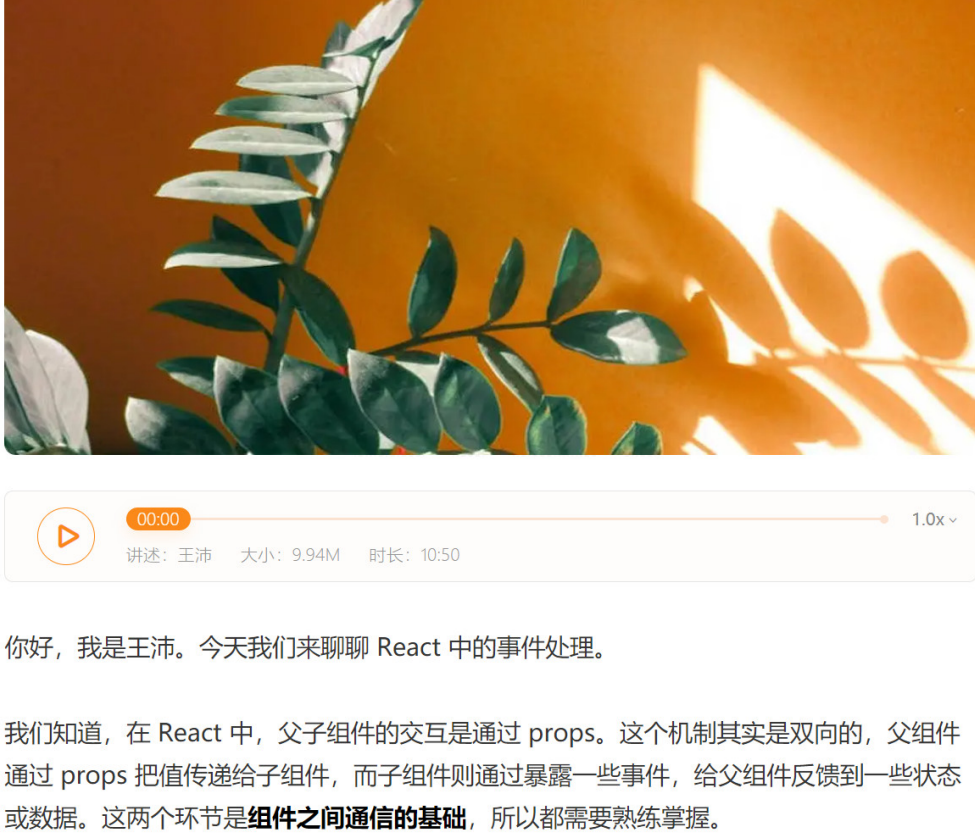 00:00
1.0x
讲述：王沛 大小：9.94M 时长：10:50
你好，我是王沛。今天我们来聊聊 React 中的事件处理。
我们知道，在 React 中，父子组件的交互是通过 props。这个机制其实是双向的，父组件
通过 props 把值传递给子组件，而子组件则通过暴露一些事件，给父组件反馈到一些状态
或数据。这两个环节是组件之间通信的基础，所以都需要熟练掌握。